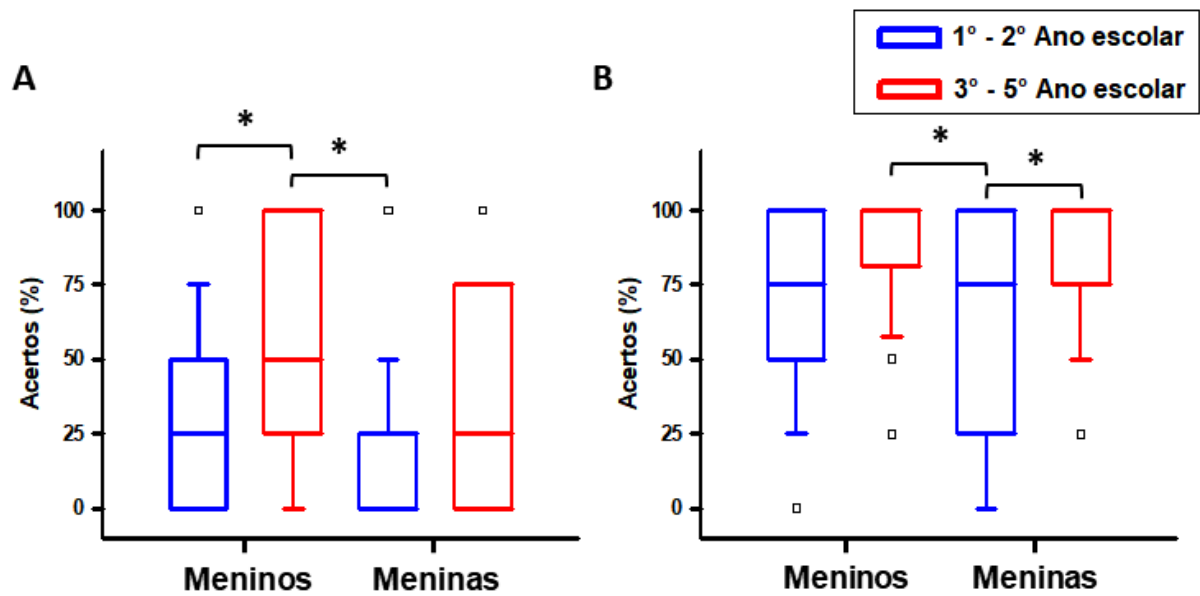 1° - 2° Ano escolar
3° - 5° Ano escolar
A
*
*
Acertos (%)
100
75
50
25
0
Meninos
Meninas
B
*
*
Acertos (%)
100
75
50
25
0
Meninos
Meninas